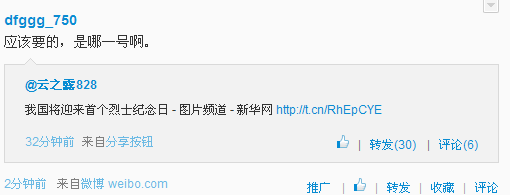 dfggg_750
应该要的，是哪一号啊。
@云之露828
我国将迎来首个烈士纪念日 - 图片频道 - 新华网 http://t.cn/RhEpCYE
32分钟前 来自分享按钮 | 转发(30) | 评论(6)
2分钟前 来自微博 weibo.com 推广 | | 转发 | 收藏 | 评论